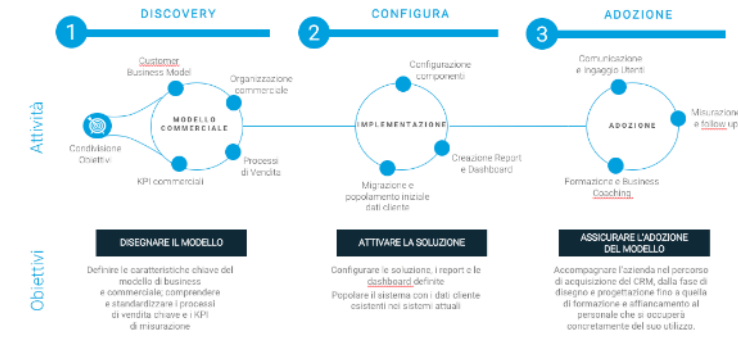 1
DISCOVERY
2
CONFIGURA
3
ADOZIONE
Attività
Condivisione
Obiettivi
Customer
Business Model
Organizzazione
commerciale
MODELLO
COMMERCIALE
Processi
di Vendita
KPI commerciali
Configurazione
componenti
IMPLEMENTAZIONE
Creazione Report
e Dashboard
Migrazione e
popolamento iniziale
dati cliente
Comunicazione
e Ingaggio Utenti
Misurazione
e follow up
ADOZIONE
Formazione e Business
Coaching
Obiettivi
DISEGNARE IL MODELLO
Definire le caratteristiche chiave del
modello di business
e commerciale; comprendere
e standardizzare i processi
di vendita chiave e i KPI
di misurazione
ATTIVARE LA SOLUZIONE
Configurare le soluzione, i report e le
dashboard definite
Popolare il sistema con i dati cliente
esistenti nei sistemi attuali
ASSICURARE L'ADOZIONE
DEL MODELLO
Accompagnare l'azienda nel percorso
di acquisizione del CRM, dalla fase di
disegno e progettazione fino a quella
di formazione e affiancamento al
personale che si occuperà
concretamente del suo utilizzo.